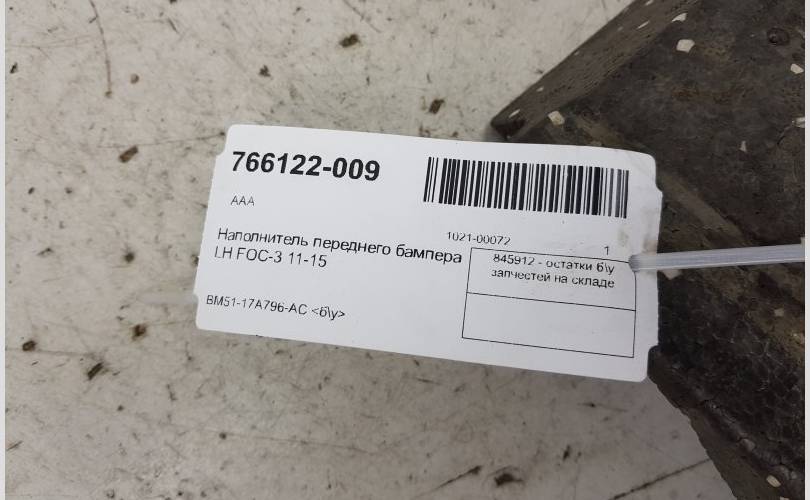 766122-009
AAA
1021-00072 1
Наполнитель переднего бампера
LH FOC-3 11-15
845912 - остатки б\у
запчастей на складе
BM51-17A796-AC <б\у>